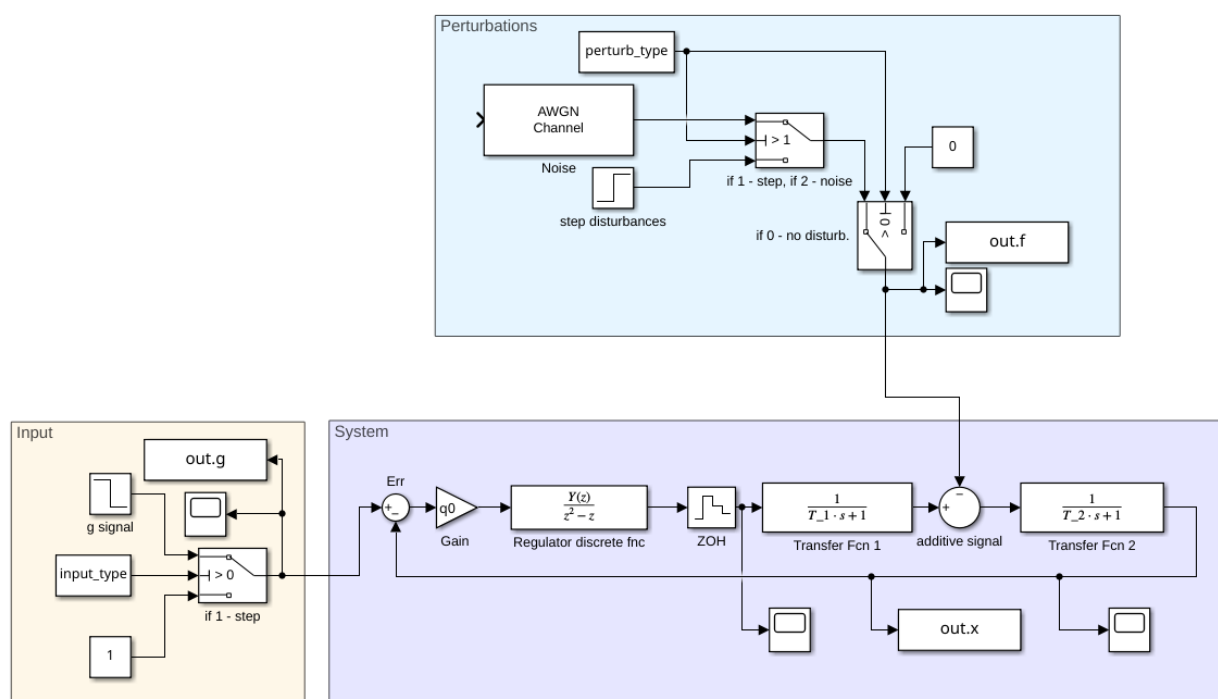 Perturbations
perturb_type
AWGN
Channel
Noise
> 1
if 1 - step, if 2 - noise
0
step disturbances
if 0 - no disturb.
> 0
out.f
Input
out.g
g signal
input_type
> 0
if 1 - step
1
System
Err
+
−
q0
Gain
Y(z)
z² − z
Regulator discrete fnc
ZOH
1
T_1 · s + 1
Transfer Fcn 1
−
+
additive signal
1
T_2 · s + 1
Transfer Fcn 2
out.x